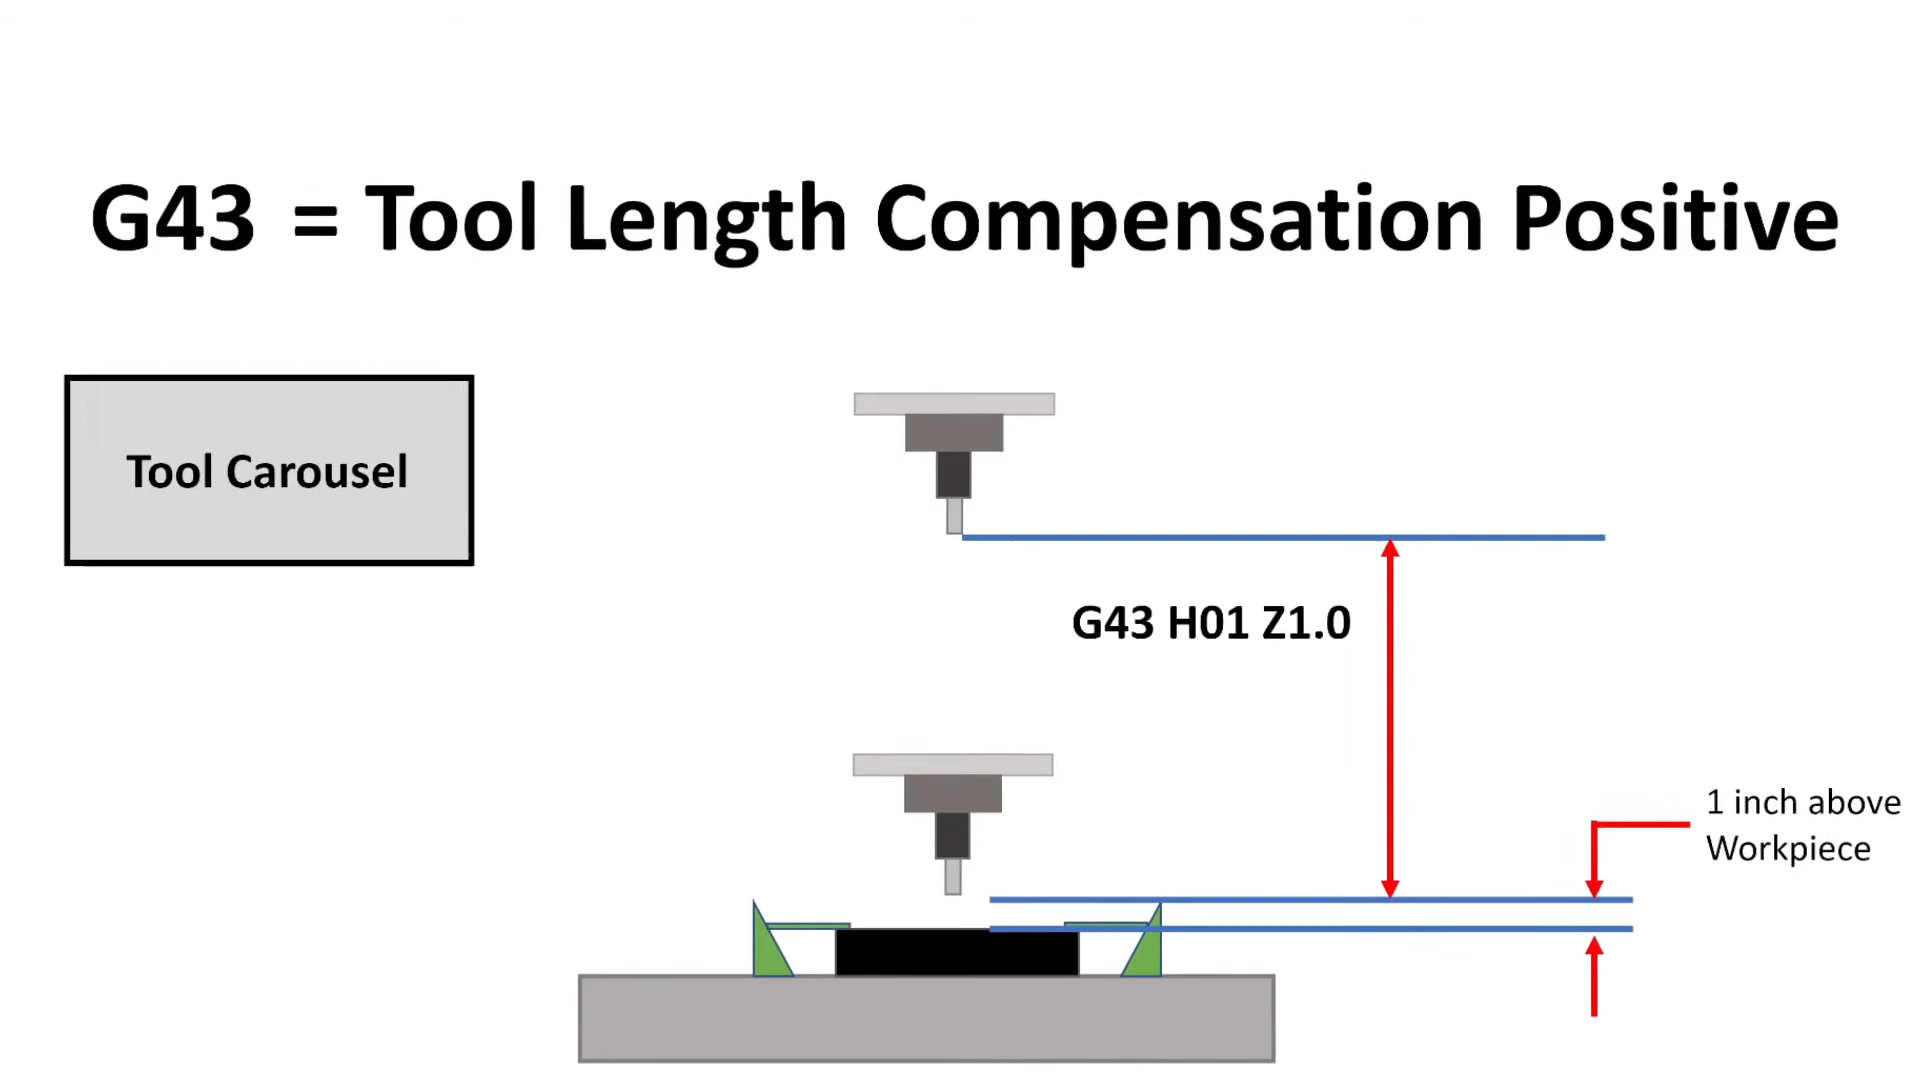 G43 = Tool Length Compensation Positive
Tool Carousel
G43 H01 Z1.0
1 inch above
Workpiece